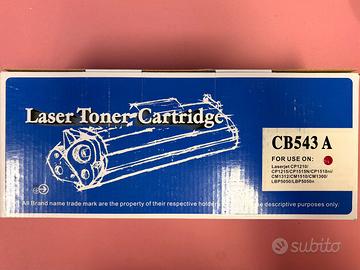 Laser Toner Cartridge
CB543 A
FOR USE ON:
Laserjet CP1210/
CP1215/CP1515N/CP1518ni/
CM1312/CM1510/CM1300/
LBP5050/LBP5050n
All Brand name trade mark are the property of their respective holders
descriptive purposes only.
subito